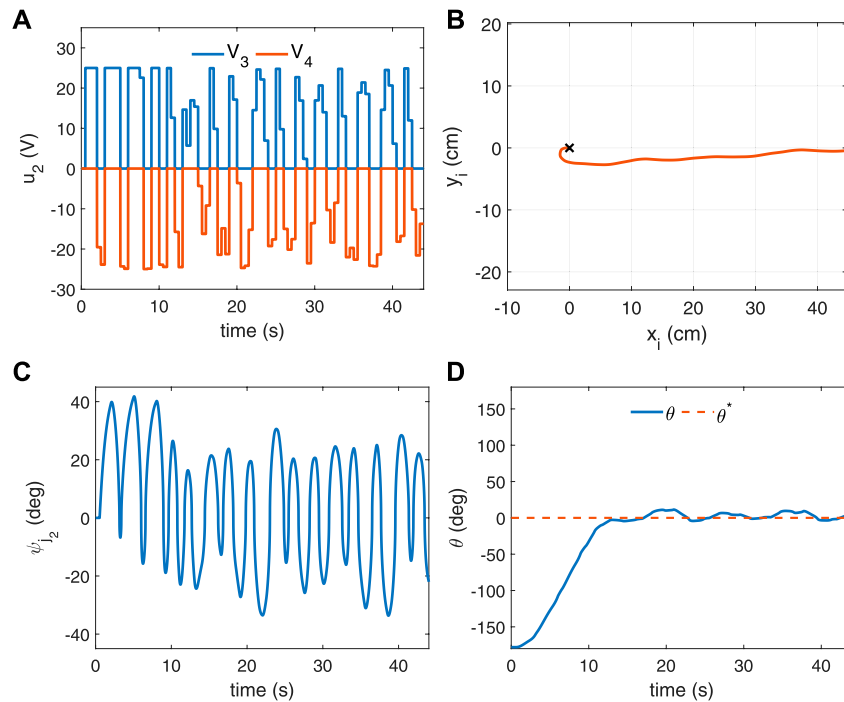 A
V3 V4
30
20
10
0
-10
-20
-30
u2 (V)
0 10 20 30 40
time (s)
B
20
10
0
-10
-20
yi (cm)
-10 0 10 20 30 40
xi (cm)
C
40
20
0
-20
-40
ψj2 (deg)
0 10 20 30 40
time (s)
D
θ θ*
150
100
50
0
-50
-100
-150
θ (deg)
0 10 20 30 40
time (s)